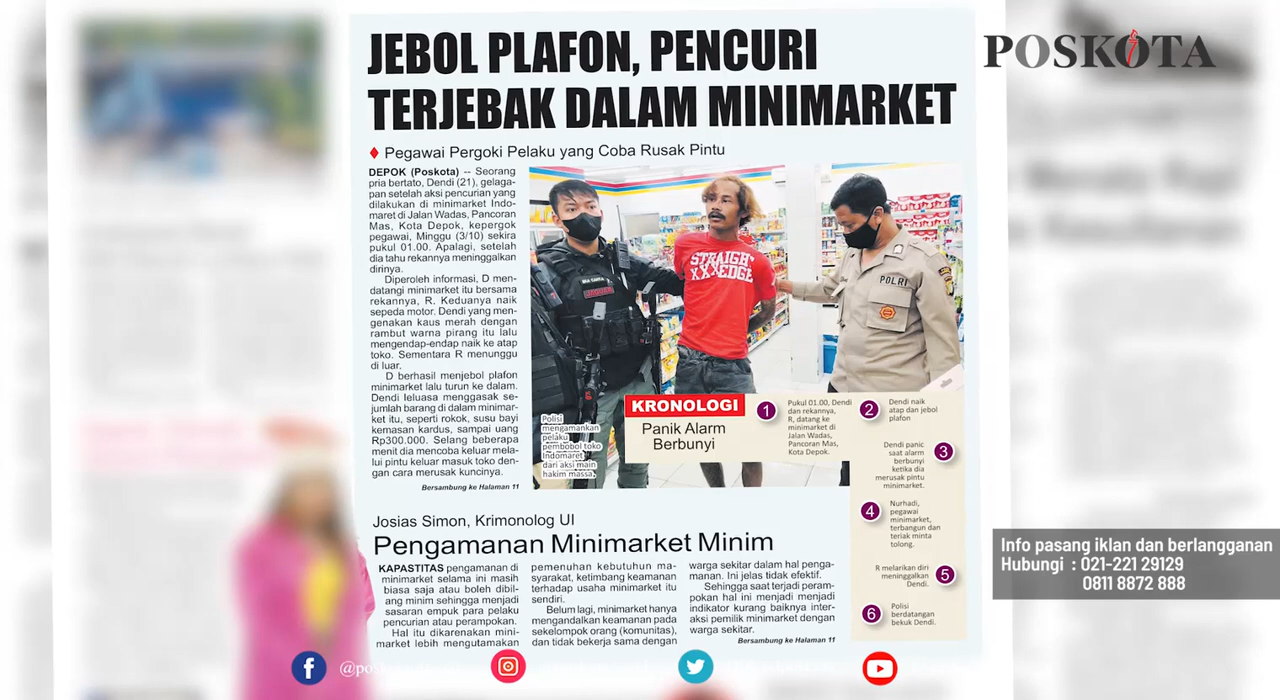 POSKOTA
JEBOL PLAFON, PENCURI
TERJEBAK DALAM MINIMARKET
Pegawai Pergoki Pelaku yang Coba Rusak Pintu
DEPOK (Poskota) -- Seorang
pria bertato, Dendi (21), gelaga-
pan setelah aksi pencurian yang
dilakukan di minimarket Indo-
maret di Jalan Wadas, Pancoran
Mas, Kota Depok, kepergok
pegawai, Minggu (3/10) sekira
pukul 01.00. Apalagi, setelah
dia tahu rekannya meninggalkan
dirinya.
Diperoleh informasi, D men-
datangi minimarket itu bersama
rekannya, R. Keduanya naik
sepeda motor. Dendi yang men-
genakan kaus merah dengan
rambut warna pirang itu lalu
mengendap-endap naik ke atap
toko. Sementara R menunggu
di luar.
D berhasil menjebol plafon
minimarket lalu turun ke dalam.
Dendi leluasa menggasak se-
jumlah barang di dalam minimar-
ket itu, seperti rokok, susu bayi
kemasan kardus, sampai uang
Rp300.000. Selang beberapa
menit dia mencoba keluar mela-
lui pintu keluar masuk toko den-
gan cara merusak kuncinya.
Bersambung ke Halaman 11
STRAIGHT
XXXEDGE
POLRI
Polisi
mengamankan
pelaku
pembobol toko
Indomaret
dari aksi main
hakim massa.
KRONOLOGI
Panik Alarm
Berbunyi
1
Pukul 01.00, Dendi
dan rekannya,
R, datang ke
minimarket di
Jalan Wadas,
Pancoran Mas,
Kota Depok.
2
Dendi naik
atap dan jebol
plafon
3
Dendi panic
saat alarm
berbunyi
ketika dia
merusak pintu
minimarket.
4
Nurhadi,
pegawai
minimarket,
terbangun dan
teriak minta
tolong.
5
R melarikan diri
meninggalkan
Dendi.
6
Polisi
berdatangan
bekuk Dendi.
Josias Simon, Krimonolog UI
Pengamanan Minimarket Minim
KAPASTITAS pengamanan di
minimarket selama ini masih
biasa saja atau boleh dibil-
ang minim sehingga menjadi
sasaran empuk para pelaku
pencurian atau perampokan.
Hal itu dikarenakan mini-
market lebih mengutamakan
pemenuhan kebutuhan ma-
syarakat, ketimbang keamanan
terhadap usaha minimarket itu
sendiri.
Belum lagi, minimarket hanya
mengandalkan keamanan pada
sekelompok orang (komunitas),
dan tidak bekerja sama dengan
warga sekitar dalam hal penga-
manan. Ini jelas tidak efektif.
Sehingga saat terjadi peram-
pokan hal ini menjadi menjadi
indikator kurang baiknya inter-
aksi pemilik minimarket dengan
warga sekitar.
Bersambung ke Halaman 11
Info pasang iklan dan berlangganan
Hubungi : 021-221 29129
0811 8872 888